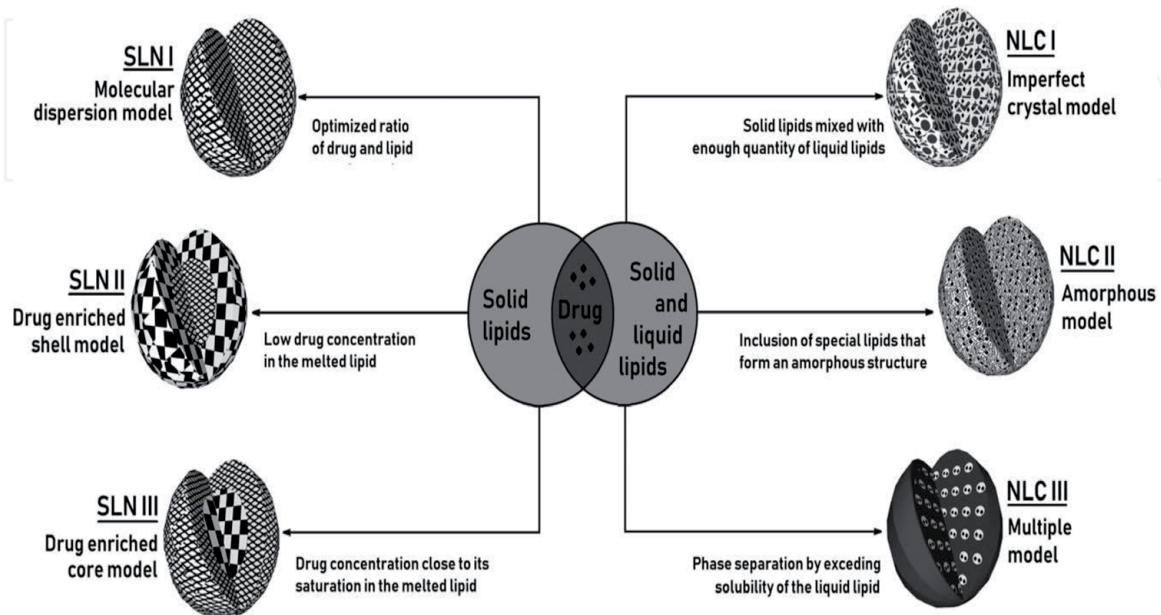 SLN I
Molecular
dispersion model
Optimized ratio
of drug and lipid
SLN II
Drug enriched
shell model
Low drug concentration
in the melted lipid
SLN III
Drug enriched
core model
Drug concentration close to its
saturation in the melted lipid
Solid
lipids
Drug
Solid
and
liquid
lipids
NLC I
Imperfect
crystal model
Solid lipids mixed with
enough quantity of liquid lipids
NLC II
Amorphous
model
Inclusion of special lipids that
form an amorphous structure
NLC III
Multiple
model
Phase separation by exceding
solubility of the liquid lipid